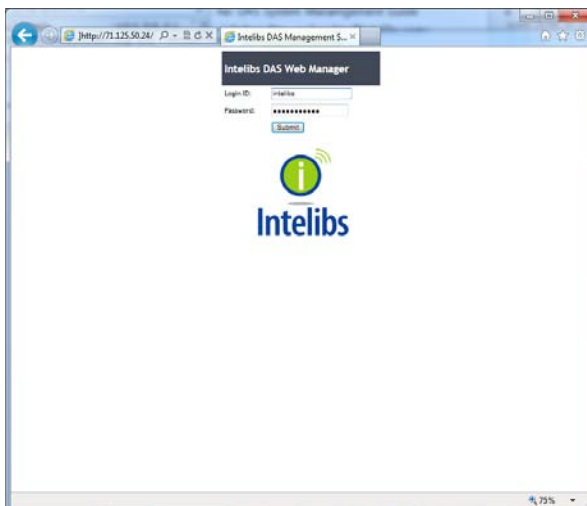 ]http://71.125.50.24/
Intelibs DAS Management S...
Intelibs DAS Web Manager
Login ID:
intelibs
Password:
•••••••••••
Submit
i
Intelibs
75%